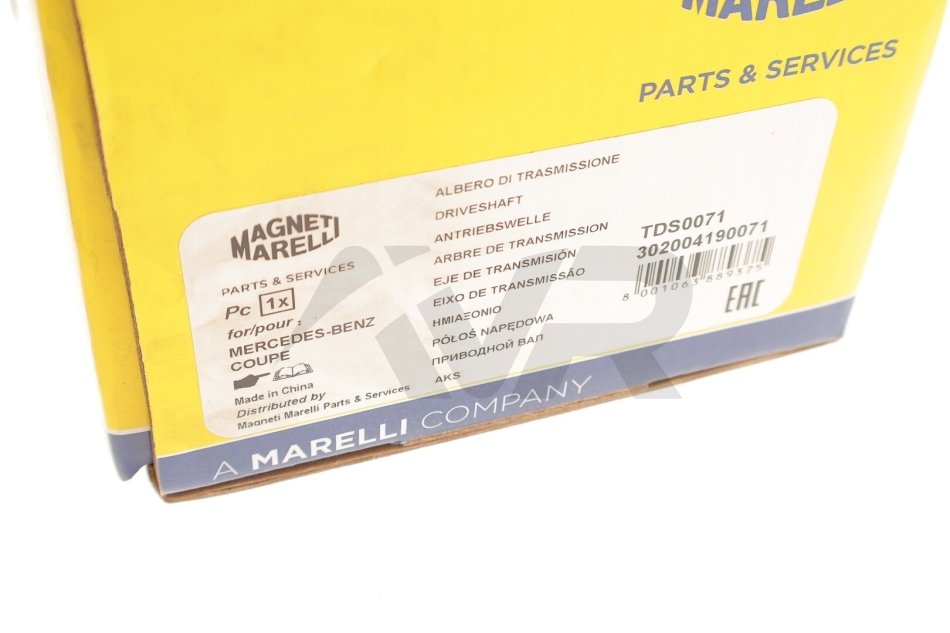 MARELLI
PARTS & SERVICES
MAGNETI
MARELLI
PARTS & SERVICES
Pc 1x
for/pour :
MERCEDES-BENZ
COUPE
Made in China
Distributed by
Magneti Marelli Parts & Services
ALBERO DI TRASMISSIONE
DRIVESHAFT
ANTRIEBSWELLE
ARBRE DE TRANSMISSION
EJE DE TRANSMISIÓN
EIXO DE TRANSMISSÃO
ΗΜΙΑΞΟΝΙΟ
PÓŁOŚ NAPĘDOWA
ПРИВОДНОЙ ВАЛ
AKS
TDS0071
302004190071
8 001063 889375
EAC
A MARELLI COMPANY